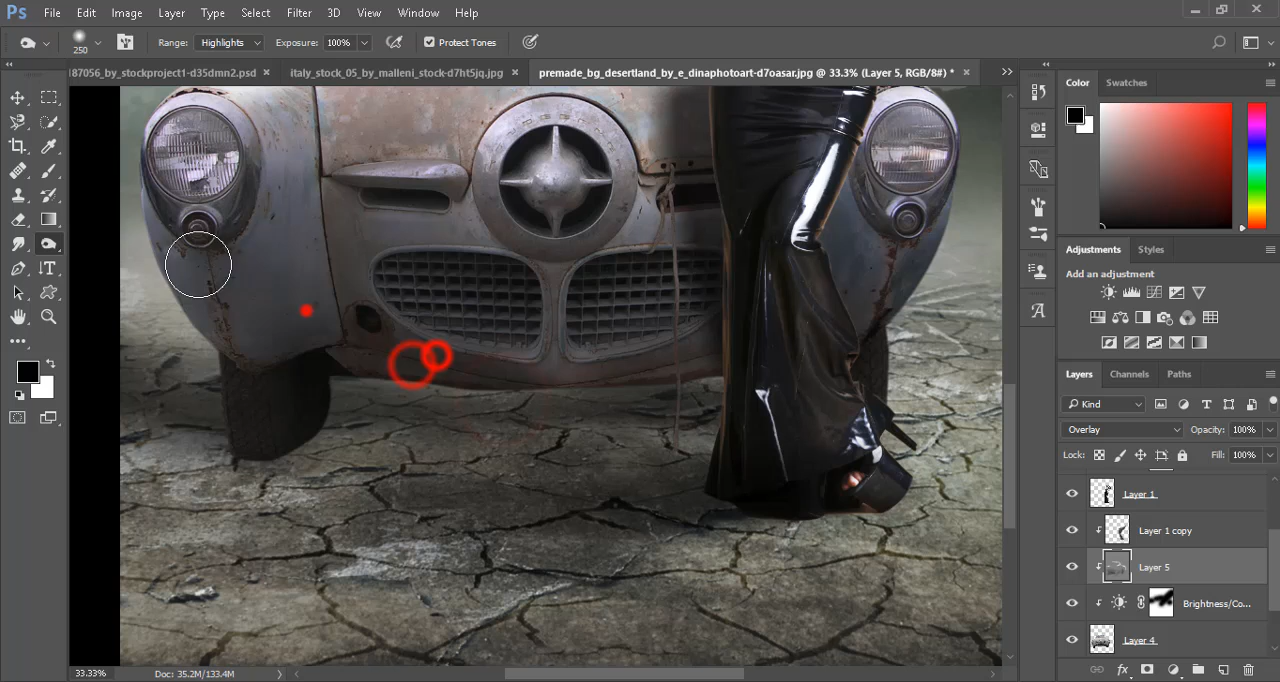 Ps File Edit Image Layer Type Select Filter 3D View Window Help
250 Range: Highlights Exposure: 100% Protect Tones
187056_by_stockproject1-d35dmn2.psd × italy_stock_05_by_malleni_stock-d7ht5jq.jpg × premade_bg_desertland_by_e_dinaphotoart-d7oasar.jpg @ 33.3% (Layer 5, RGB/8#) * ×
Color Swatches
Adjustments Styles
Add an adjustment
Layers Channels Paths
Kind
Overlay Opacity: 100%
Lock: Fill: 100%
Layer 1
Layer 1 copy
Layer 5
Brightness/Co...
Layer 4
33.33% Doc: 35.2M/133.4M